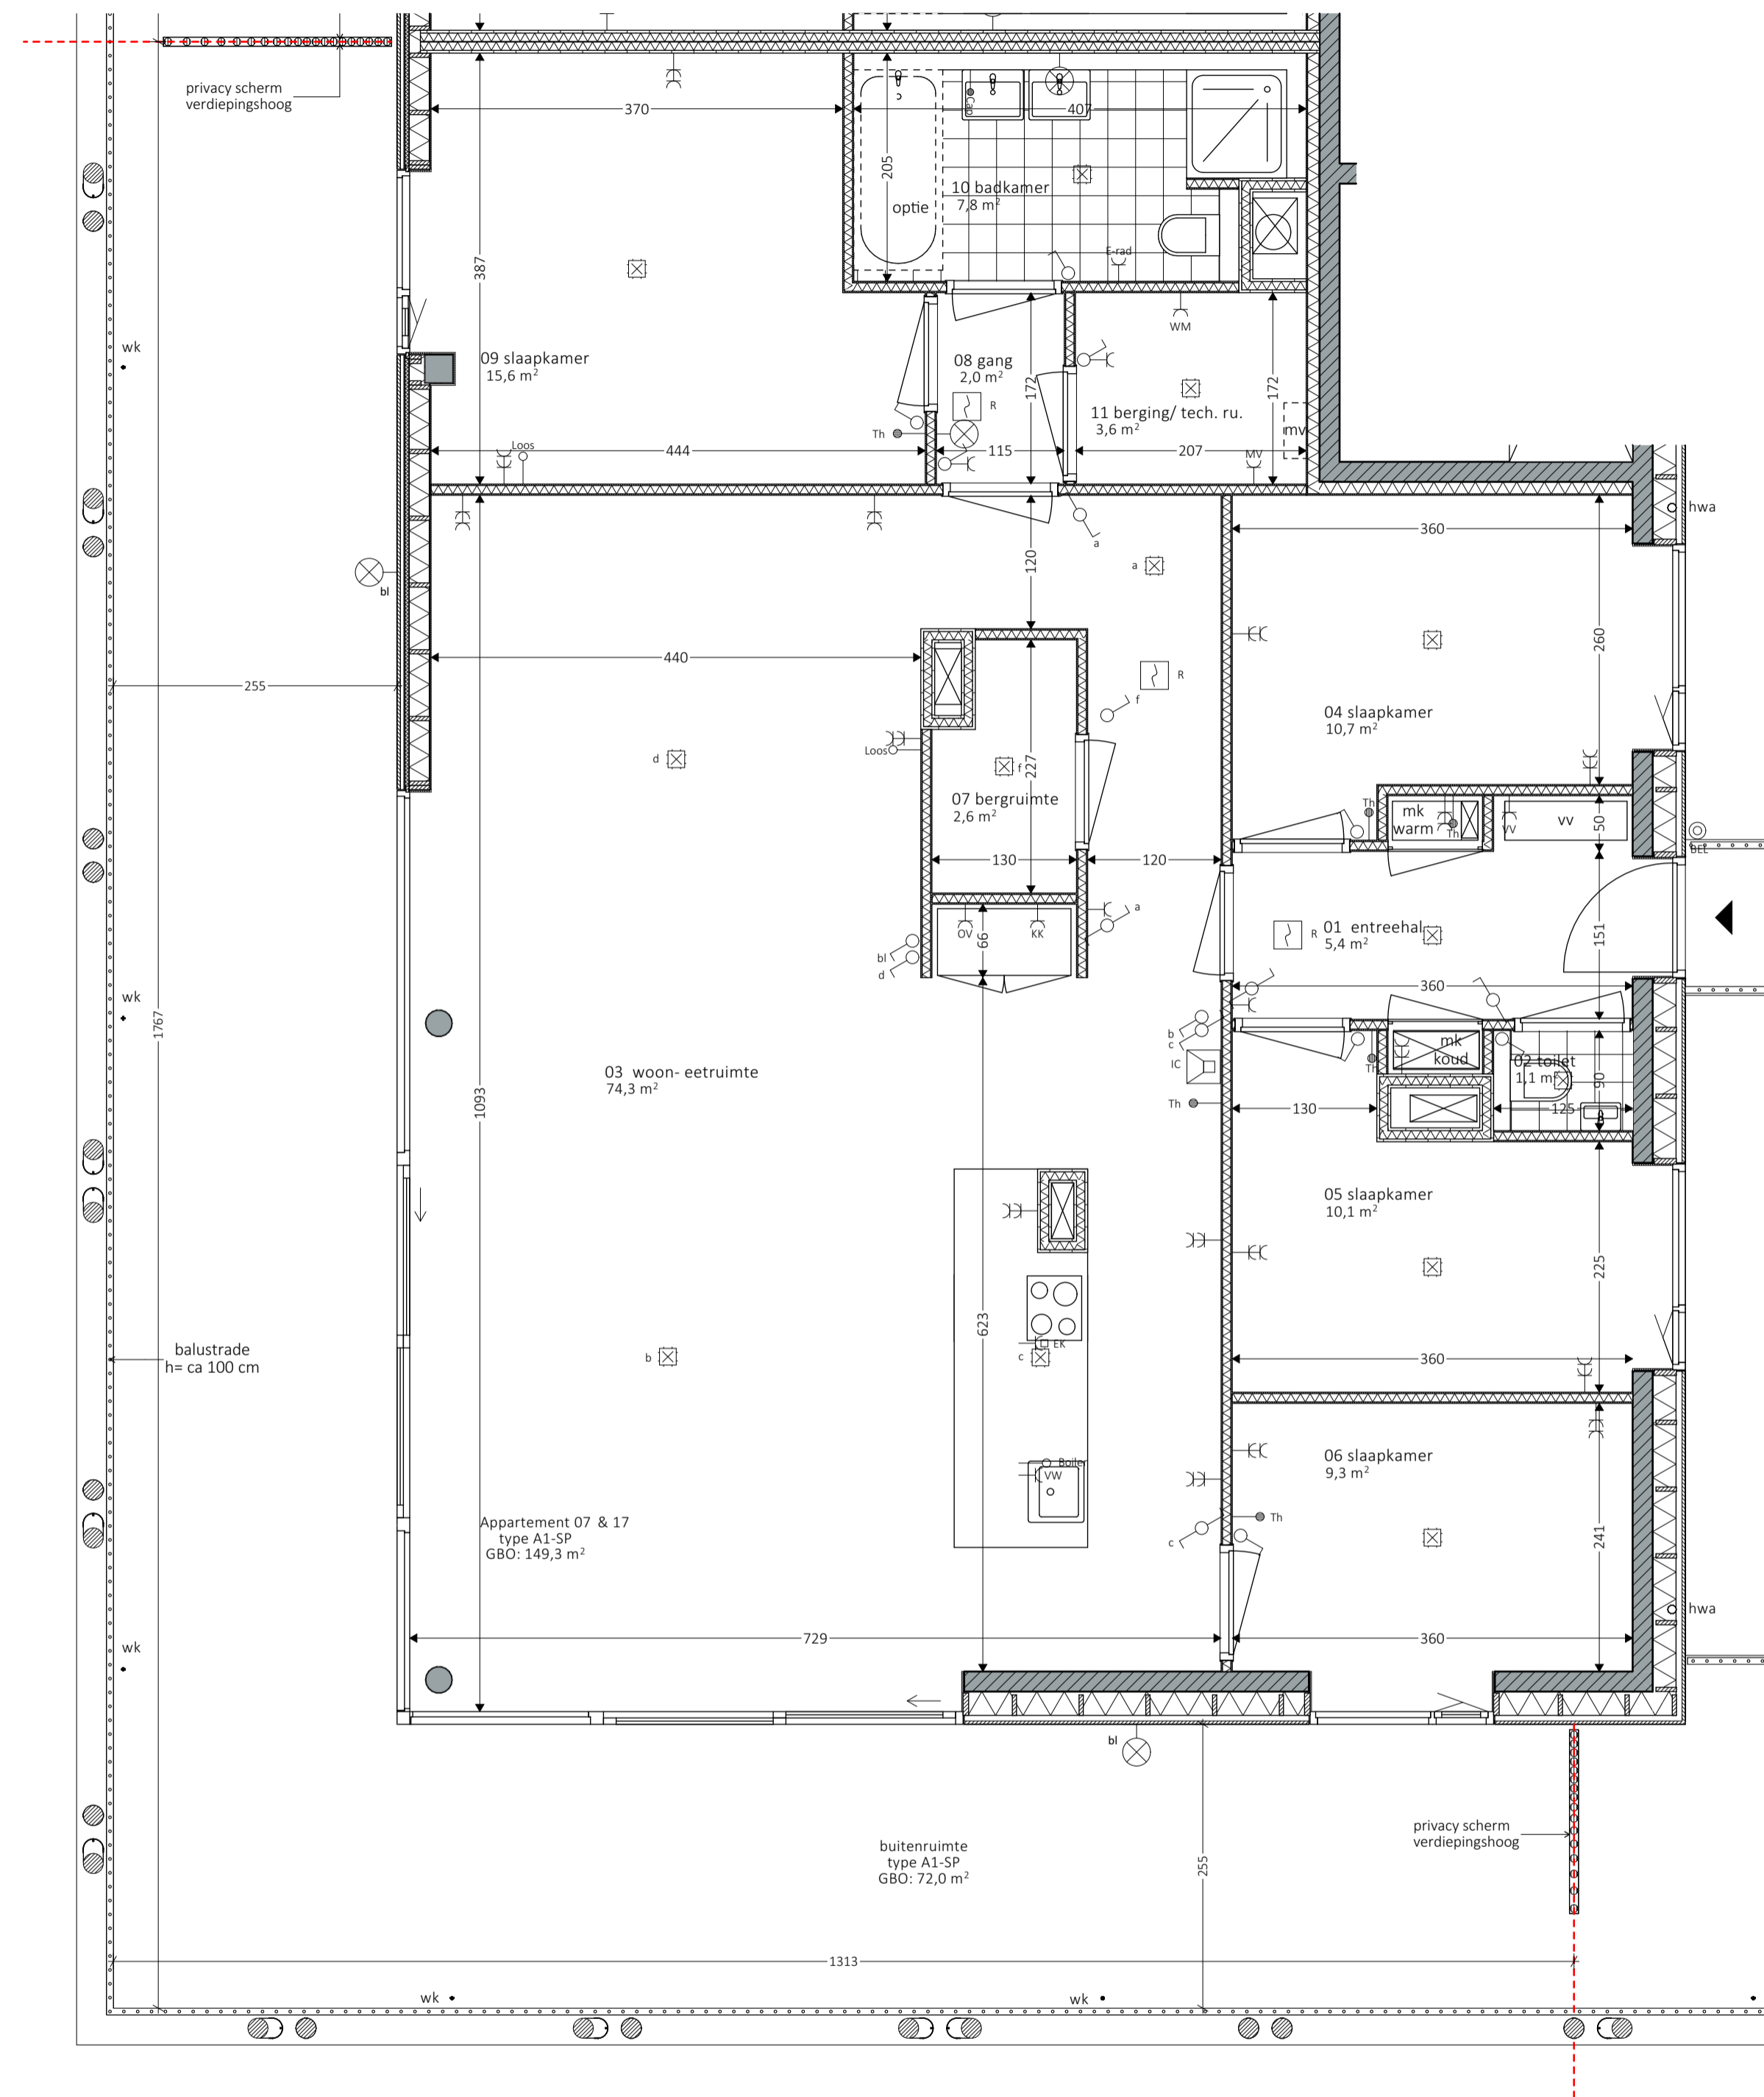 privacy scherm
verdiepingshoog
370
407
Cap
205
10 badkamer
7,8 m²
optie
E-rad
387
wk
09 slaapkamer
15,6 m²
08 gang
2,0 m²
WM
R
172
172
11 berging/ tech. ru.
3,6 m²
mv
Th
Loos
444
115
207
MV
hwa
360
a
120
a
bl
260
440
R
255
f
04 slaapkamer
10,7 m²
Loos
d
f
227
07 bergruimte
2,6 m²
Th
mk
warm
Th
VV
vv
50
BEL
130
120
a
OV
KK
66
bl
d
R
01 entreehal
5,4 m²
151
360
wk
1767
b
c
IC
Th
mk
koud
02 toilet
1,1 m²
90
03 woon- eetruimte
74,3 m²
1093
Th
130
125
05 slaapkamer
10,1 m²
225
623
EK
c
b
balustrade
h= ca 100 cm
360
06 slaapkamer
9,3 m²
Boiler
VW
Th
c
241
Appartement 07 & 17
type A1-SP
GBO: 149,3 m²
hwa
wk
729
360
bl
privacy scherm
verdiepingshoog
buitenruimte
type A1-SP
GBO: 72,0 m²
255
1313
wk
wk